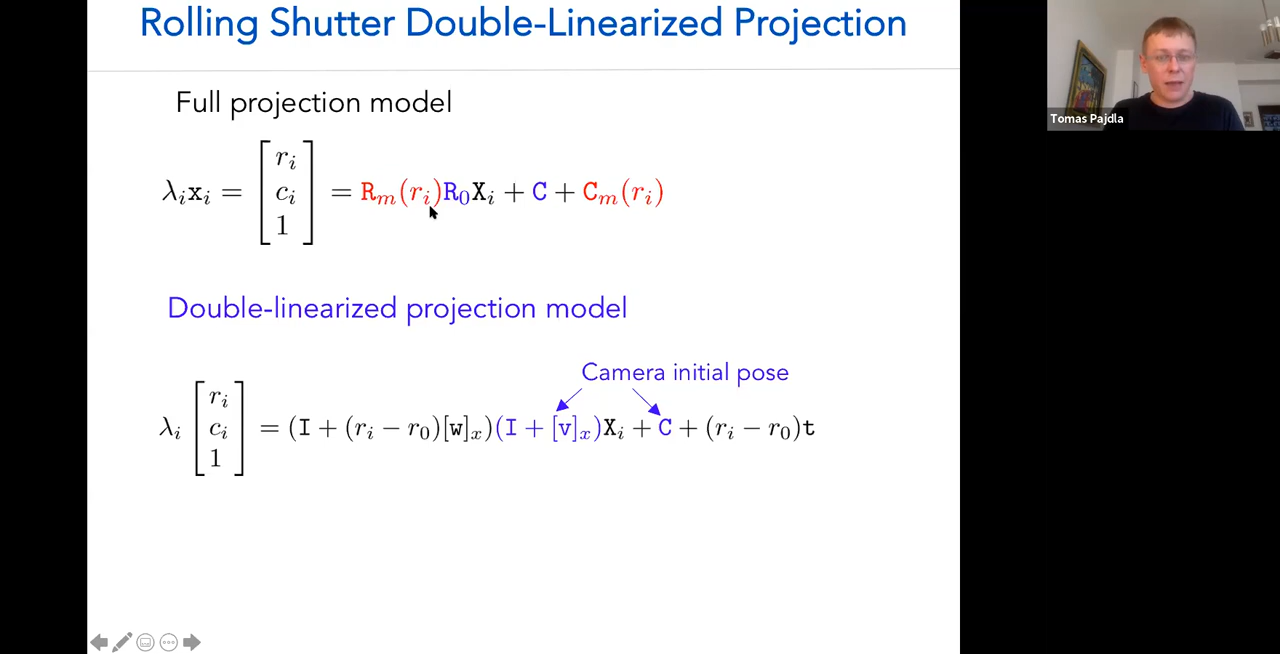 Rolling Shutter Double-Linearized Projection
Tomas Pajdla
Full projection model
λᵢxᵢ = [rᵢ cᵢ 1] = Rₘ(rᵢ)R₀Xᵢ + C + Cₘ(rᵢ)
Double-linearized projection model
Camera initial pose
λᵢ [rᵢ cᵢ 1] = (I + (rᵢ − r₀)[w]ₓ)(I + [v]ₓ)Xᵢ + C + (rᵢ − r₀)t